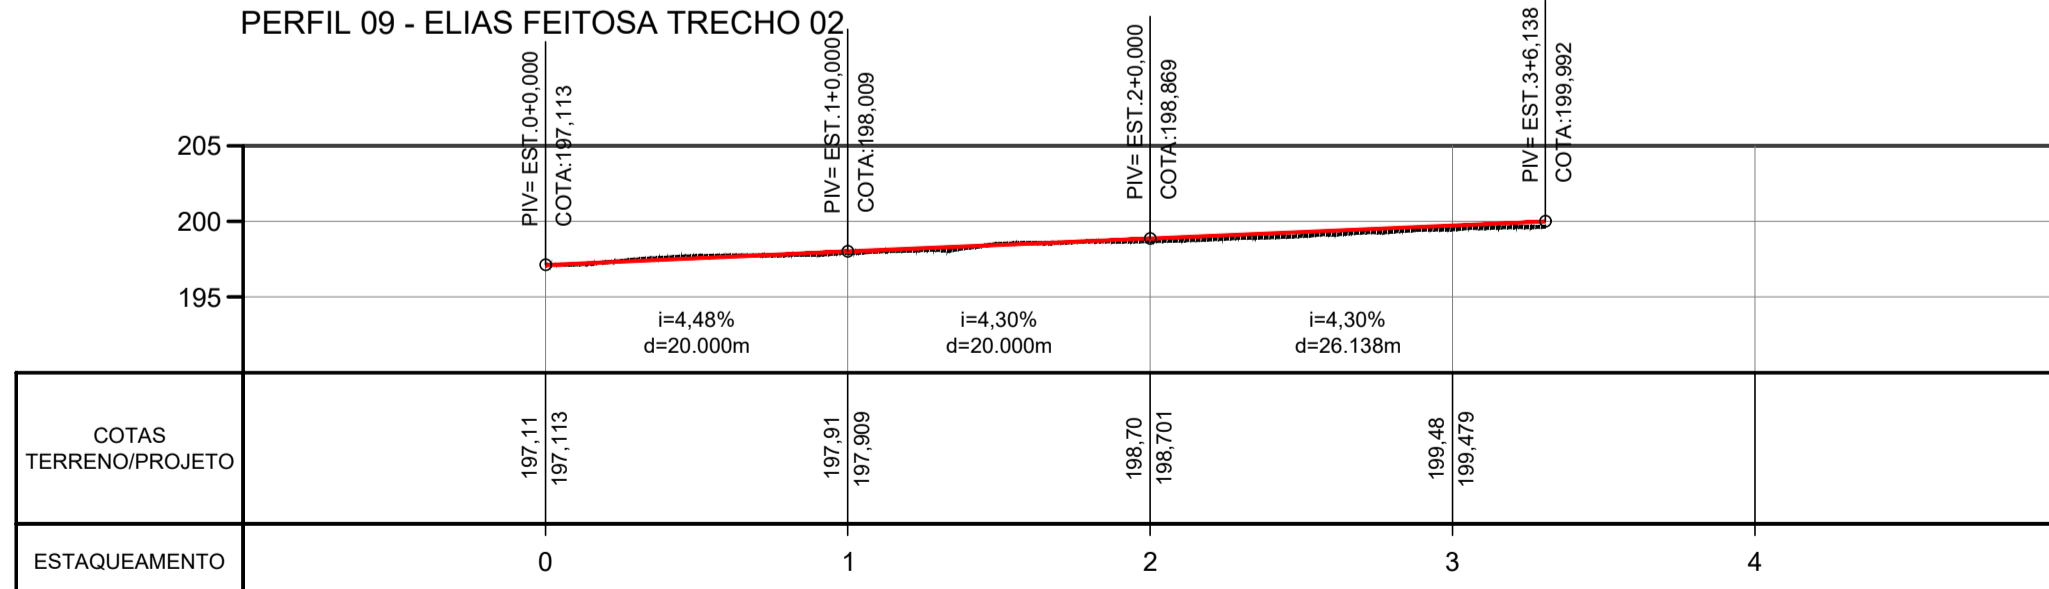 PERFIL 09 - ELIAS FEITOSA TRECHO 02
PIV= EST.0+0,000
COTA:197,113
PIV= EST.1+0,000
COTA:198,009
PIV= EST.2+0,000
COTA:198,869
PIV= EST.3+6,138
COTA:199,992
205
200
195
i=4,48%
d=20.000m
i=4,30%
d=20.000m
i=4,30%
d=26.138m
COTAS
TERRENO/PROJETO
197,11
197,113
197,91
197,909
198,70
198,701
199,48
199,479
ESTAQUEAMENTO
0
1
2
3
4